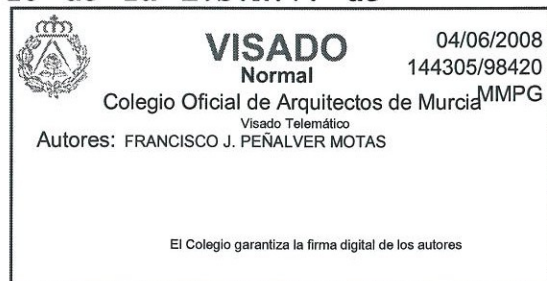 VISADO
04/06/2008
Normal
144305/98420
Colegio Oficial de Arquitectos de Murcia
MMPG
Visado Telemático
Autores: FRANCISCO J. PEÑALVER MOTAS
El Colegio garantiza la firma digital de los autores